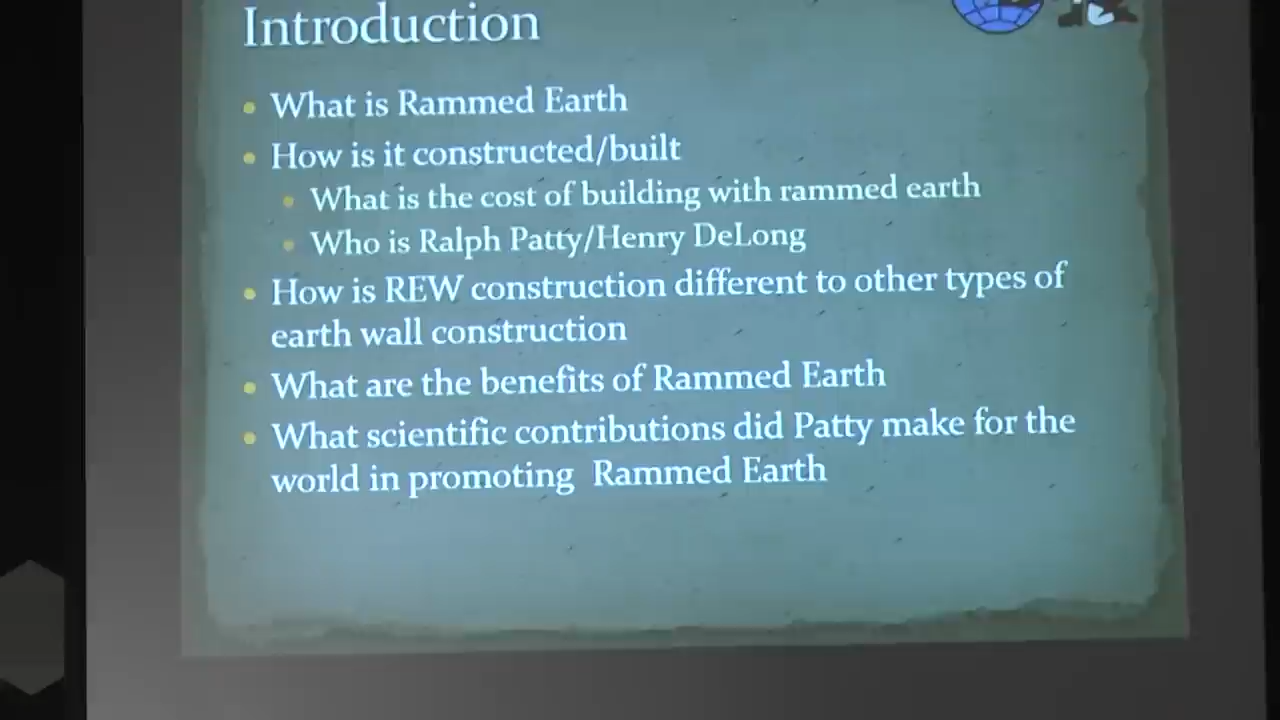 Introduction
What is Rammed Earth
How is it constructed/built
What is the cost of building with rammed earth
Who is Ralph Patty/Henry DeLong
How is REW construction different to other types of
earth wall construction
What are the benefits of Rammed Earth
What scientific contributions did Patty make for the
world in promoting Rammed Earth